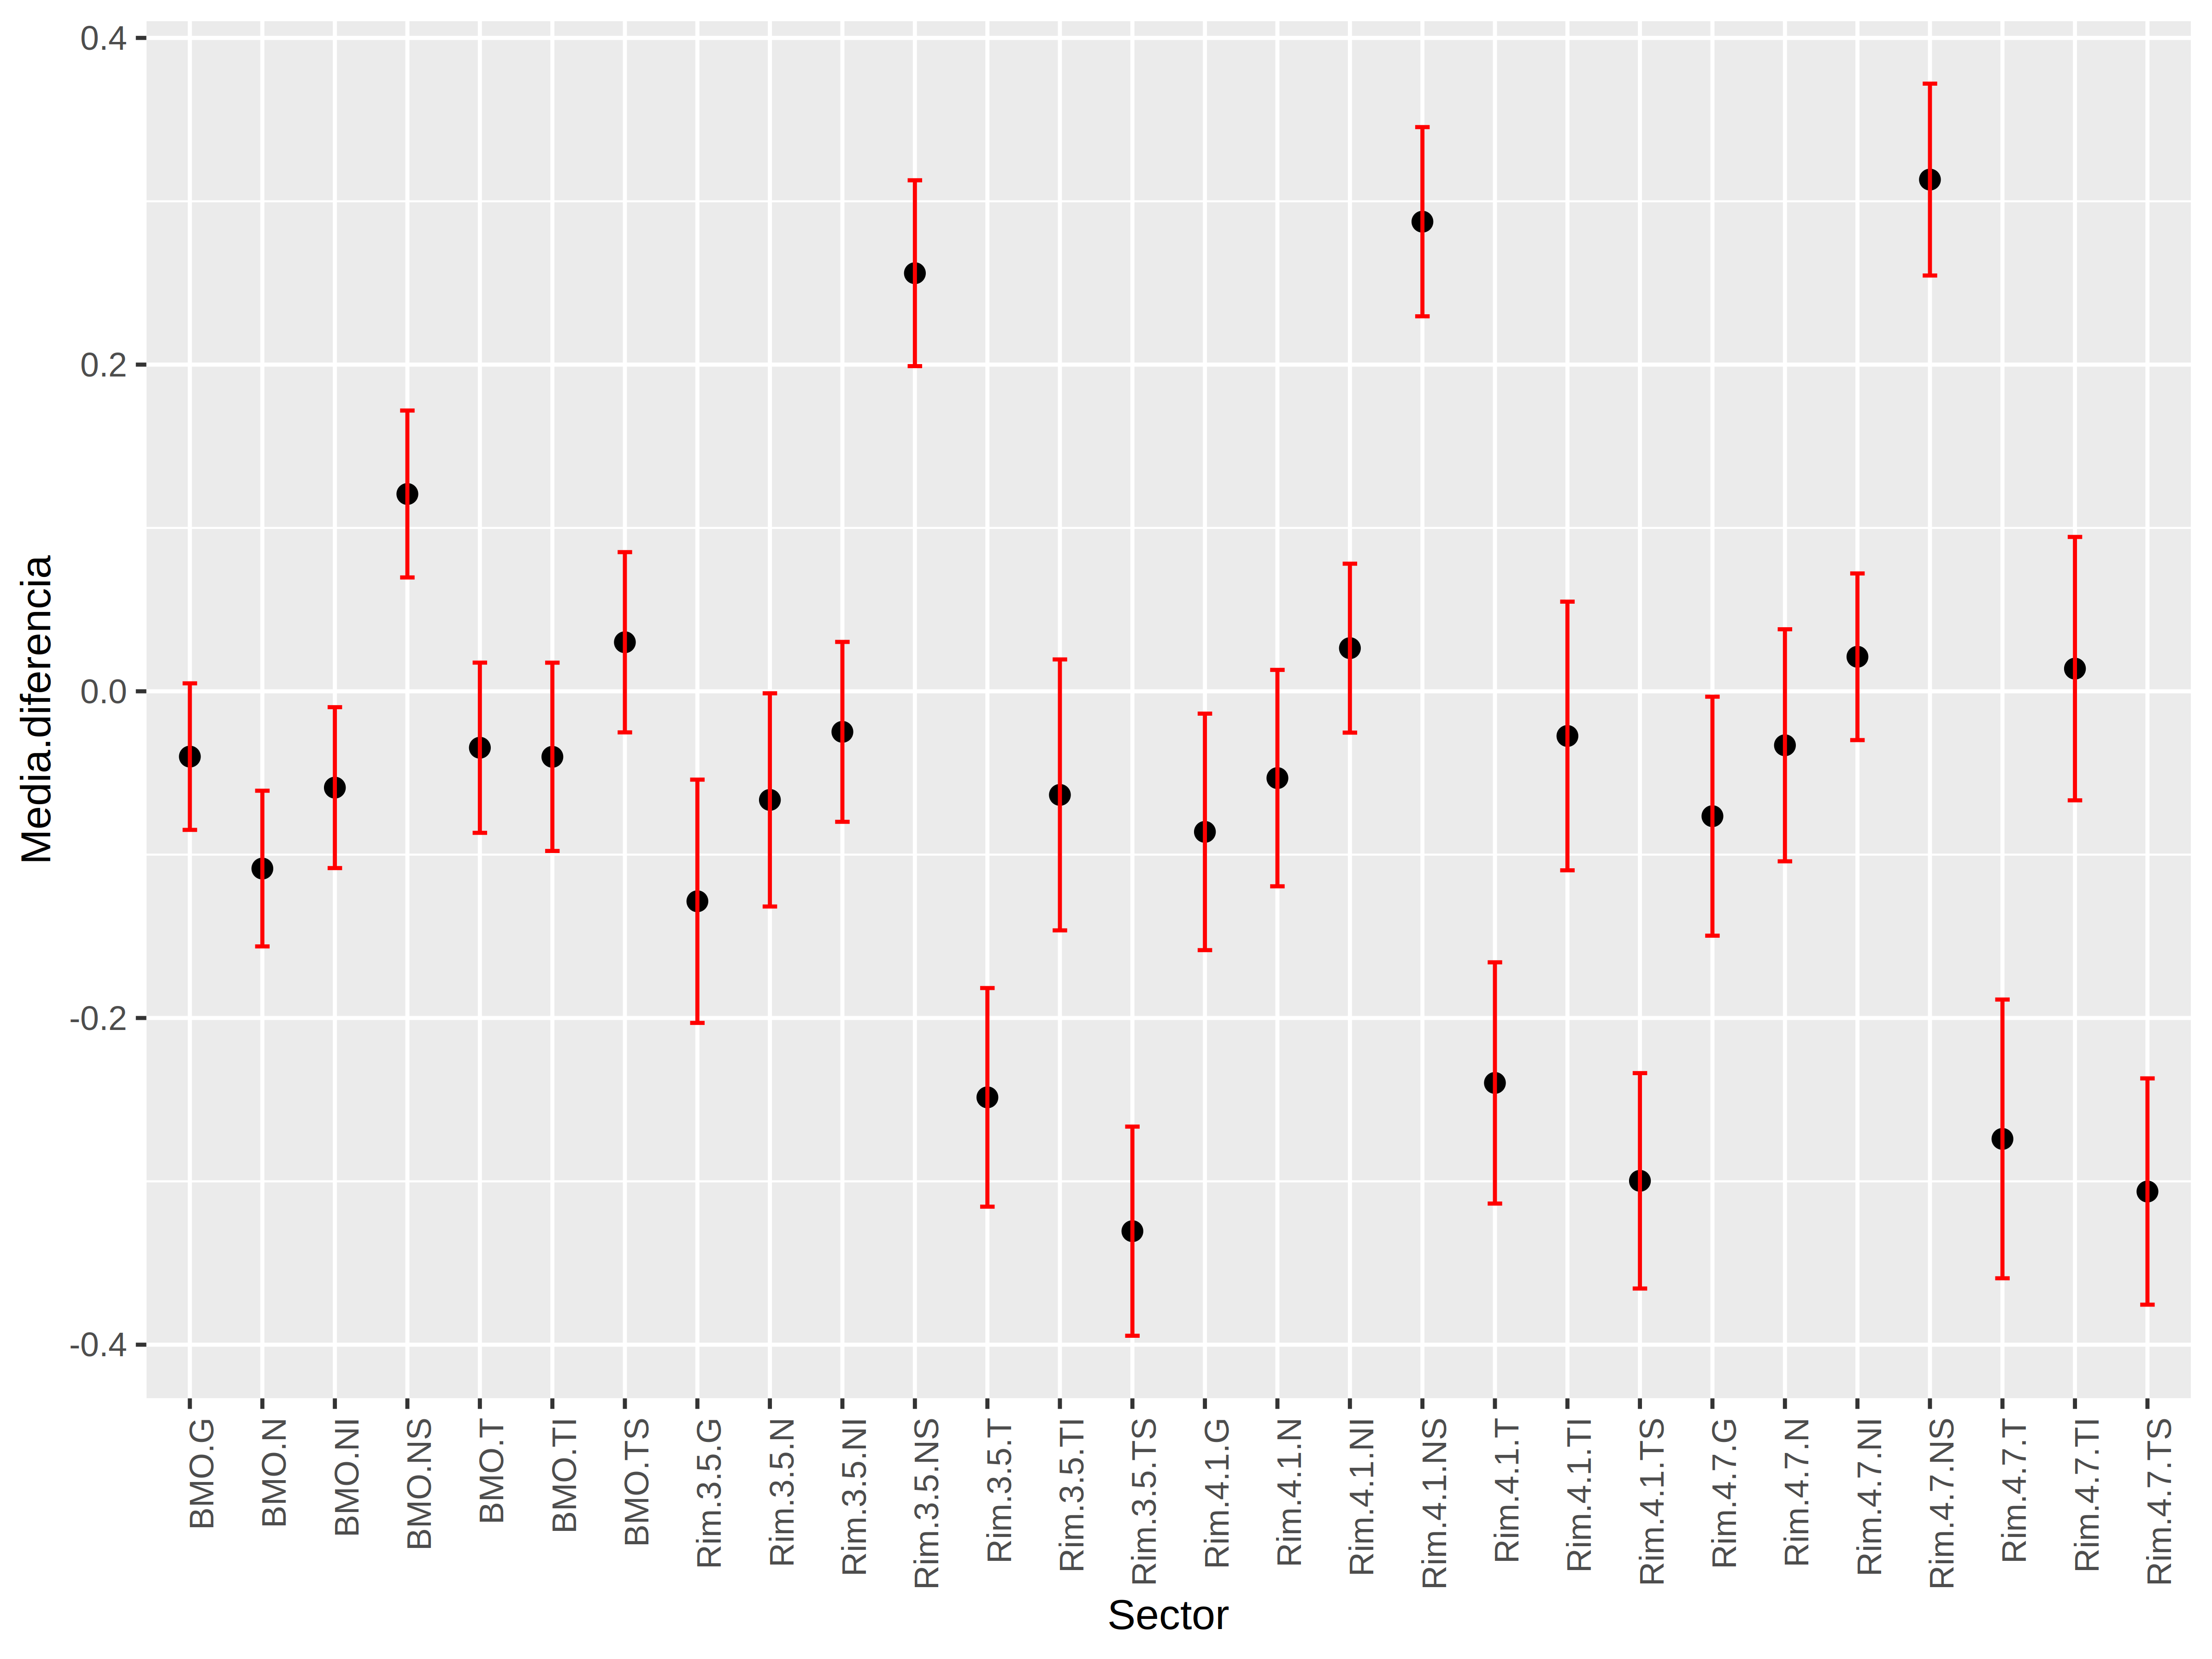 Media.diferencia
0.4
0.2
0.0
-0.2
-0.4
BMO.G
BMO.N
BMO.NI
BMO.NS
BMO.T
BMO.TI
BMO.TS
Rim.3.5.G
Rim.3.5.N
Rim.3.5.NI
Rim.3.5.NS
Rim.3.5.T
Rim.3.5.TI
Rim.3.5.TS
Rim.4.1.G
Rim.4.1.N
Rim.4.1.NI
Rim.4.1.NS
Rim.4.1.T
Rim.4.1.TI
Rim.4.1.TS
Rim.4.7.G
Rim.4.7.N
Rim.4.7.NI
Rim.4.7.NS
Rim.4.7.T
Rim.4.7.TI
Rim.4.7.TS
Sector